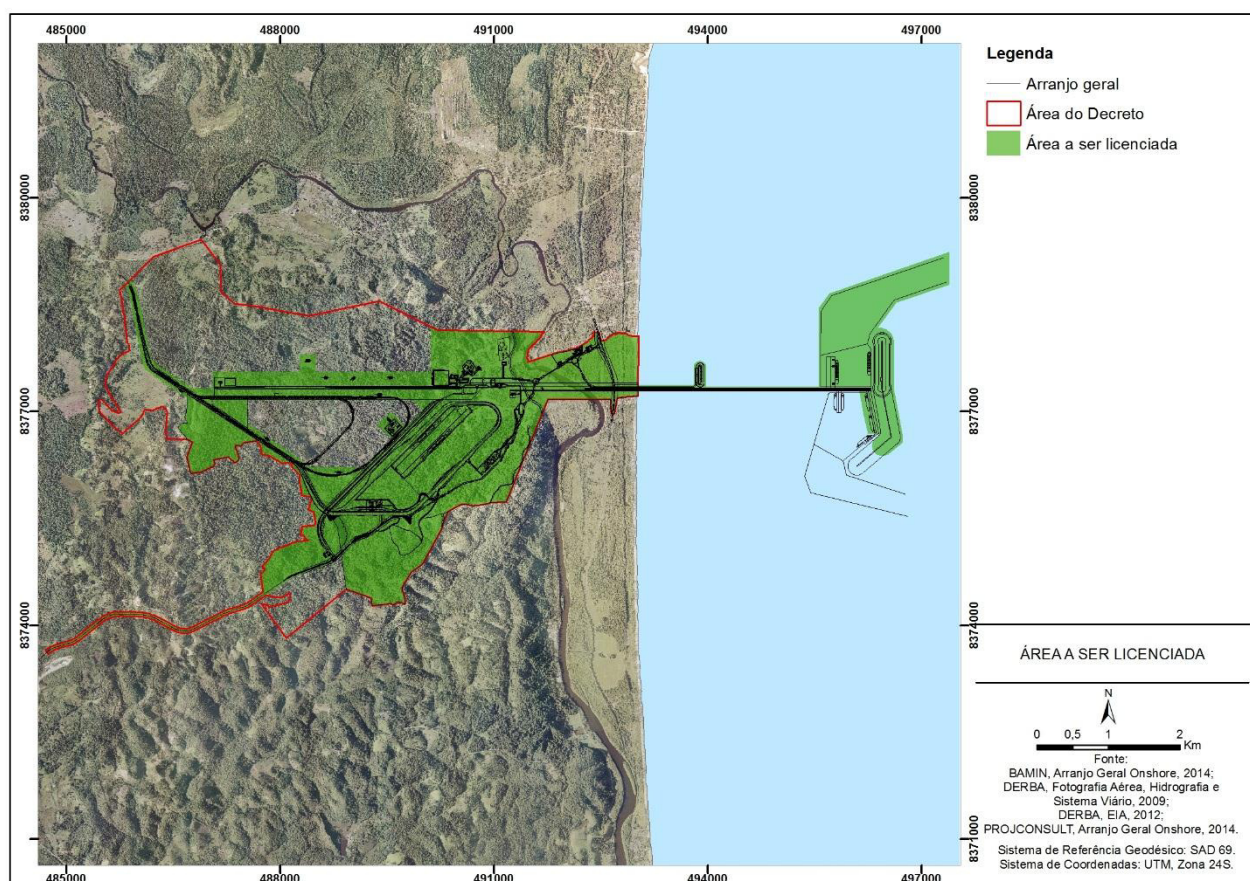 485000 488000 491000 494000 497000
Legenda
Arranjo geral
Área do Decreto
Área a ser licenciada
8380000 8380000
8377000 8377000
8374000 8374000
8371000 8371000
485000 488000 491000 494000 497000
ÁREA A SER LICENCIADA
N
0 0,5 1 2
Km
Fonte:
BAMIN, Arranjo Geral Onshore, 2014;
DERBA, Fotografia Aérea, Hidrografia e
Sistema Viário, 2009;
DERBA, EIA, 2012;
PROJCONSULT, Arranjo Geral Onshore, 2014.
Sistema de Referência Geodésico: SAD 69.
Sistema de Coordenadas: UTM, Zona 24S.